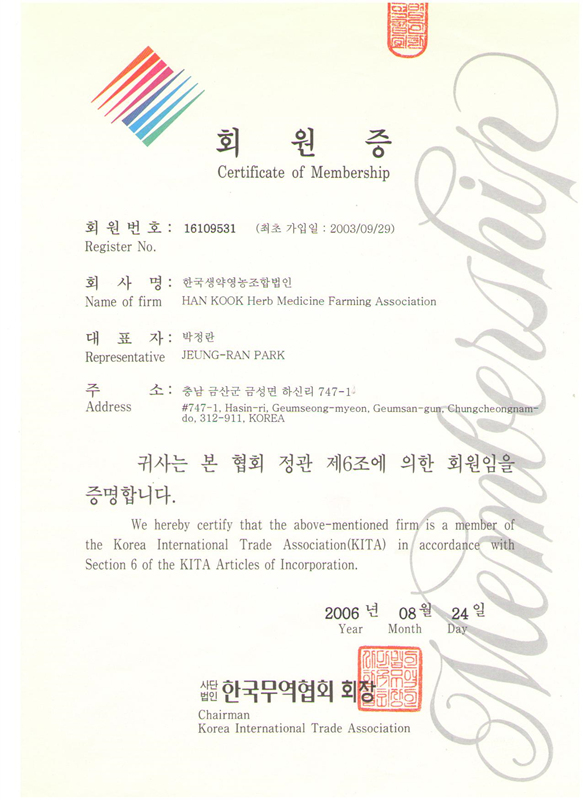 회 원 증
Certificate of Membership
회 원 번 호 : 16109531 (최초 가입일 : 2003/09/29)
Register No.
회 사 명 : 한국생약영농조합법인
Name of firm HAN KOOK Herb Medicine Farming Association
대 표 자 : 박정란
Representative JEUNG-RAN PARK
주 소 : 충남 금산군 금성면 하신리 747-1
Address #747-1, Hasin-ri, Geumseong-myeon, Geumsan-gun, Chungcheongnam-
do, 312-911, KOREA
귀사는 본 협회 정관 제6조에 의한 회원임을
증명합니다.
We hereby certify that the above-mentioned firm is a member of
the Korea International Trade Association(KITA) in accordance with
Section 6 of the KITA Articles of Incorporation.
2006 년 08 월 24 일
Year Month Day
사단법인 한국무역협회 회장
Chairman
Korea International Trade Association
Membership